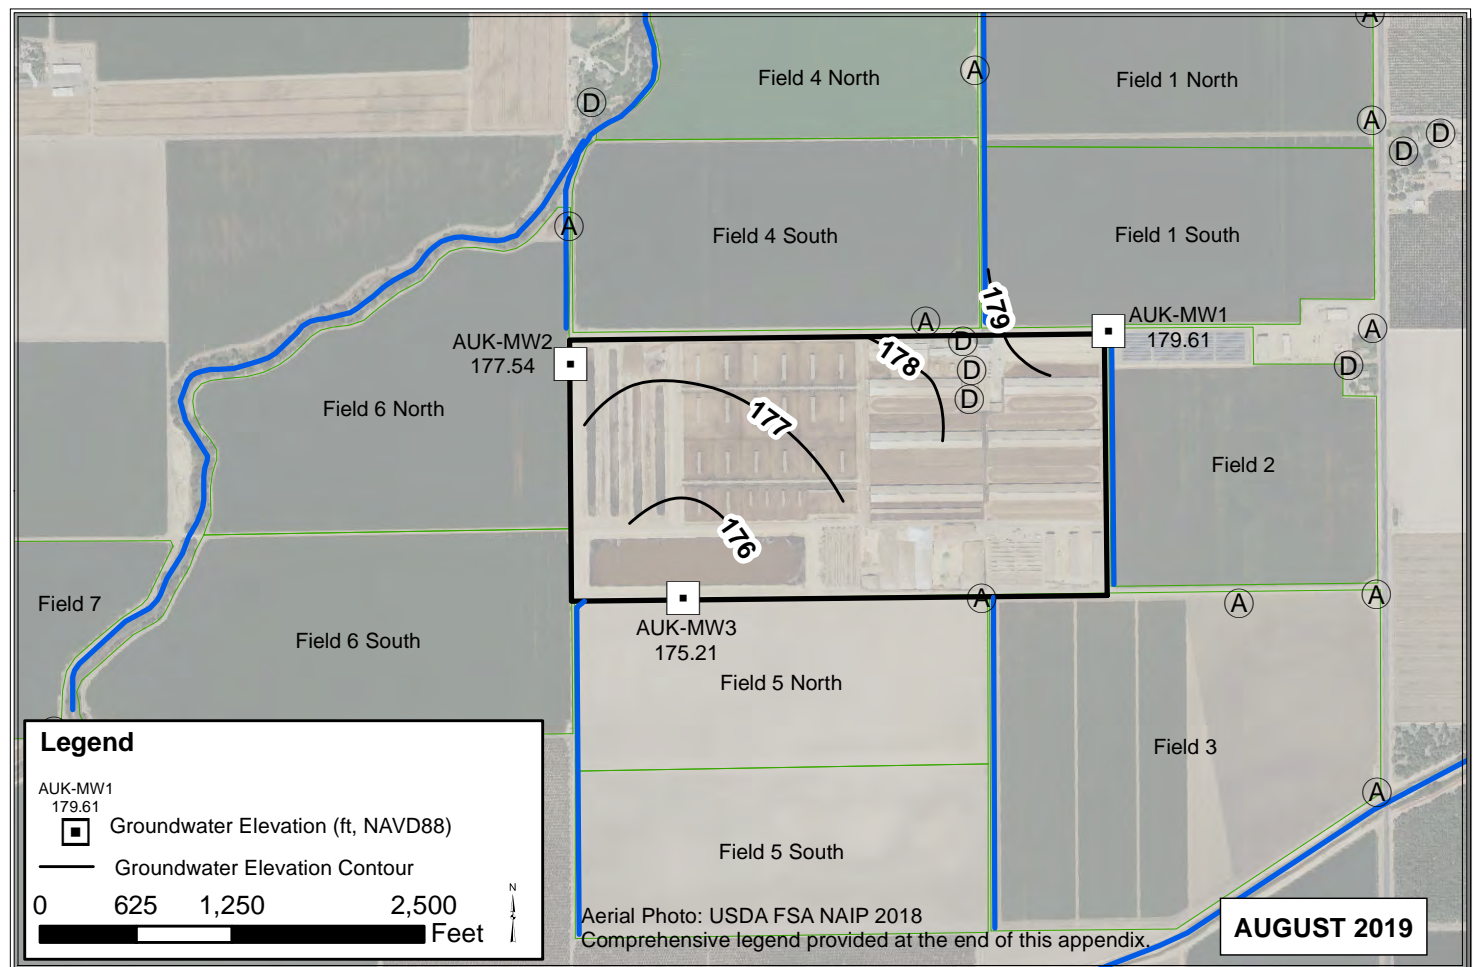 A
Field 4 North
A
Field 1 North
D
A
D
D
A
Field 4 South
Field 1 South
179
A
AUK-MW1
179.61
A
AUK-MW2
177.54
D
178
D
D
D
Field 6 North
177
Field 2
176
A
A
A
Field 7
AUK-MW3
175.21
Field 6 South
Field 5 North
Field 3
A
Field 5 South
Legend
AUK-MW1
179.61
Groundwater Elevation (ft, NAVD88)
Groundwater Elevation Contour
0 625 1,250 2,500
Feet
N
Aerial Photo: USDA FSA NAIP 2018
Comprehensive legend provided at the end of this appendix.
AUGUST 2019